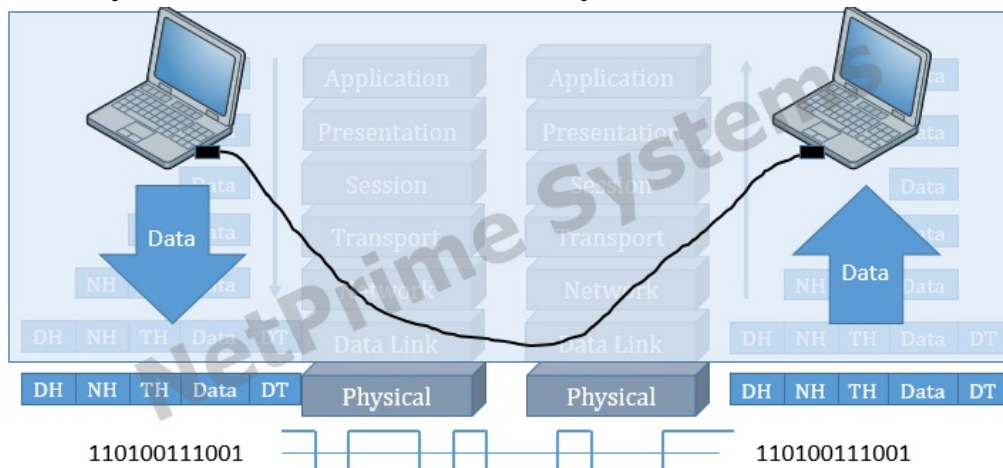 Application Application
Data Data
Presentation Presentation
Data Session Session Data
Data Data Transport Transport Data Data
NH Data Network Network NH Data
DH NH TH Data DT Data Link Data Link DH NH TH Data DT
DH NH TH Data DT Physical Physical DH NH TH Data DT
110100111001 110100111001
NetPrime Systems